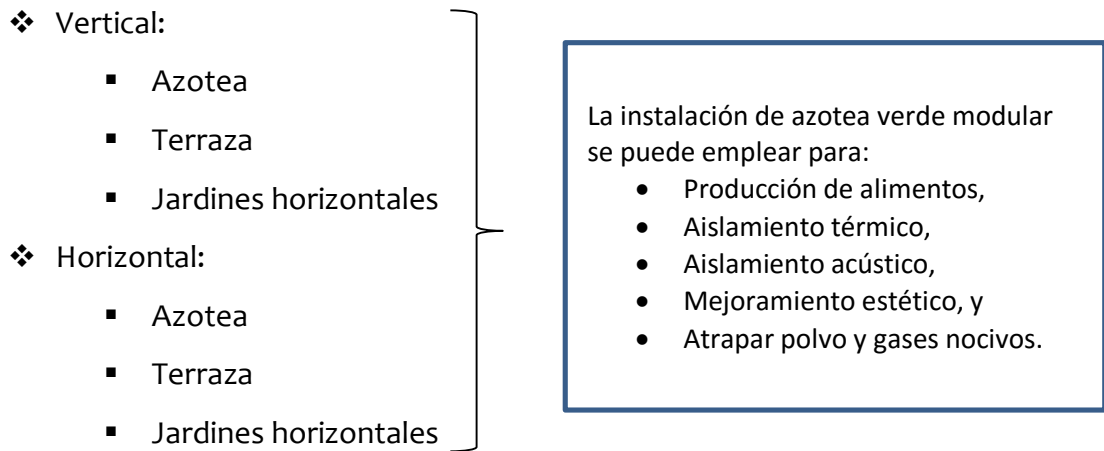 ❖ Vertical:
▪ Azotea
▪ Terraza
▪ Jardines horizontales
❖ Horizontal:
▪ Azotea
▪ Terraza
▪ Jardines horizontales
La instalación de azotea verde modular
se puede emplear para:
• Producción de alimentos,
• Aislamiento térmico,
• Aislamiento acústico,
• Mejoramiento estético, y
• Atrapar polvo y gases nocivos.